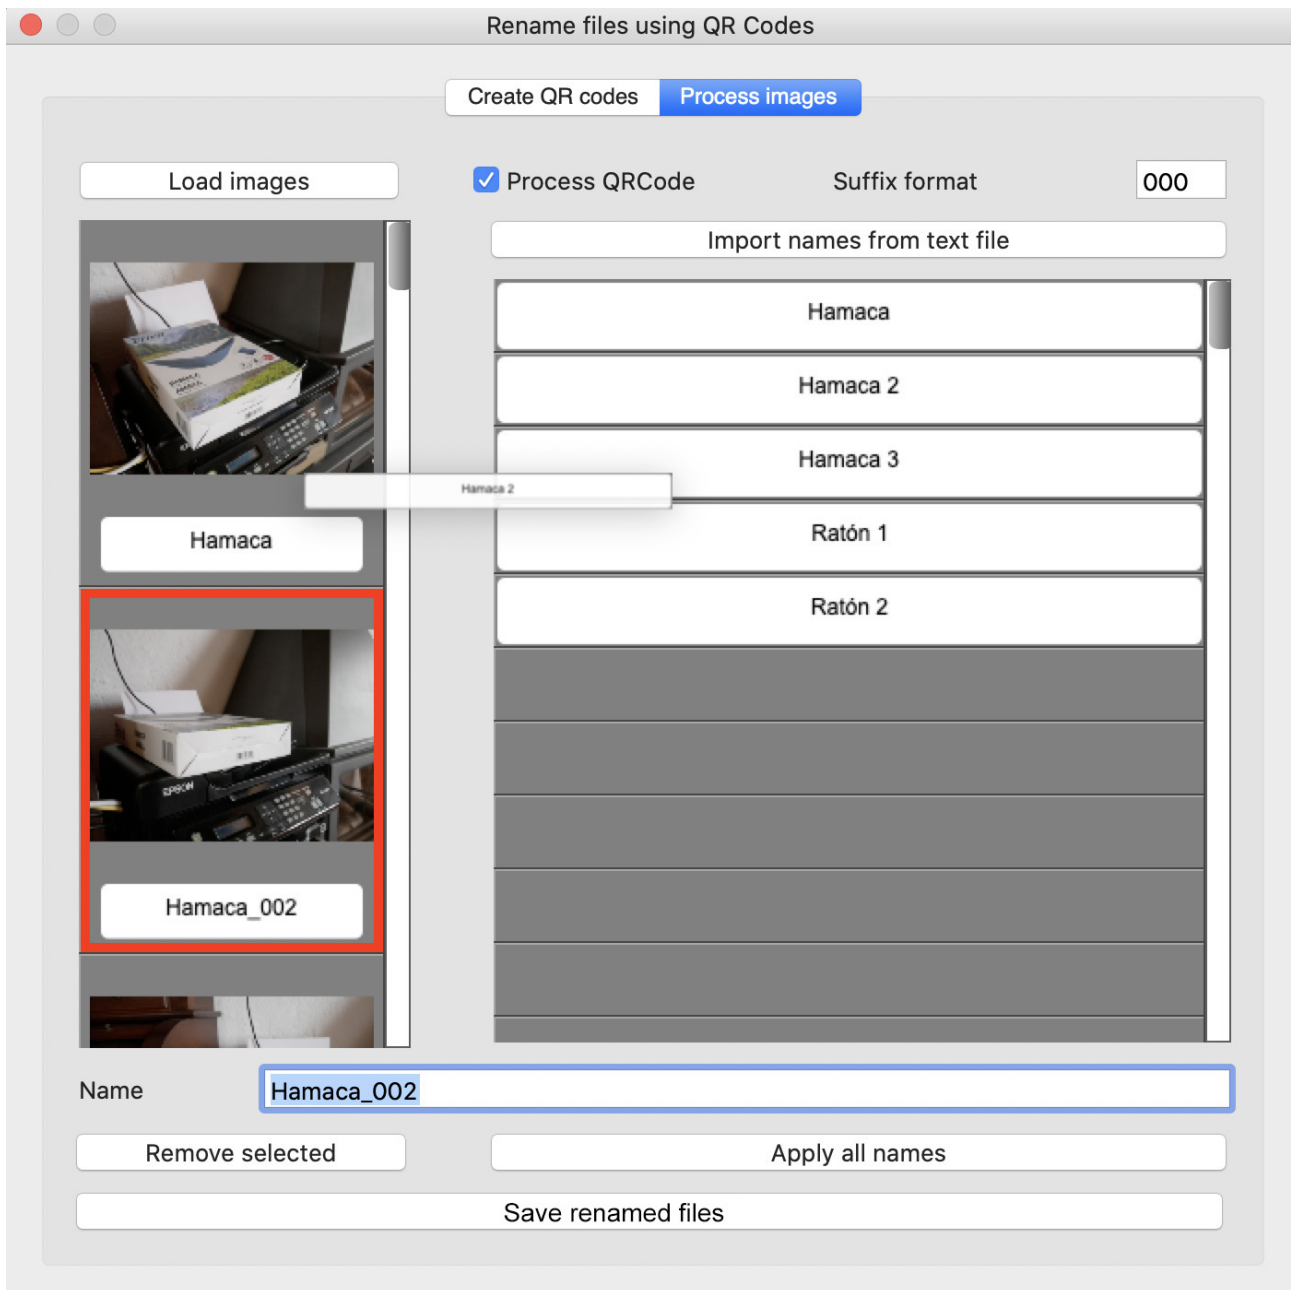 Rename files using QR Codes
Create QR codes
Process images
Load images
Process QRCode
Suffix format
000
Import names from text file
Hamaca
Hamaca 2
Hamaca 3
Ratón 1
Ratón 2
Hamaca 2
HAMACA
Hamaca
EPSON
Hamaca_002
Name
Hamaca_002
Remove selected
Apply all names
Save renamed files